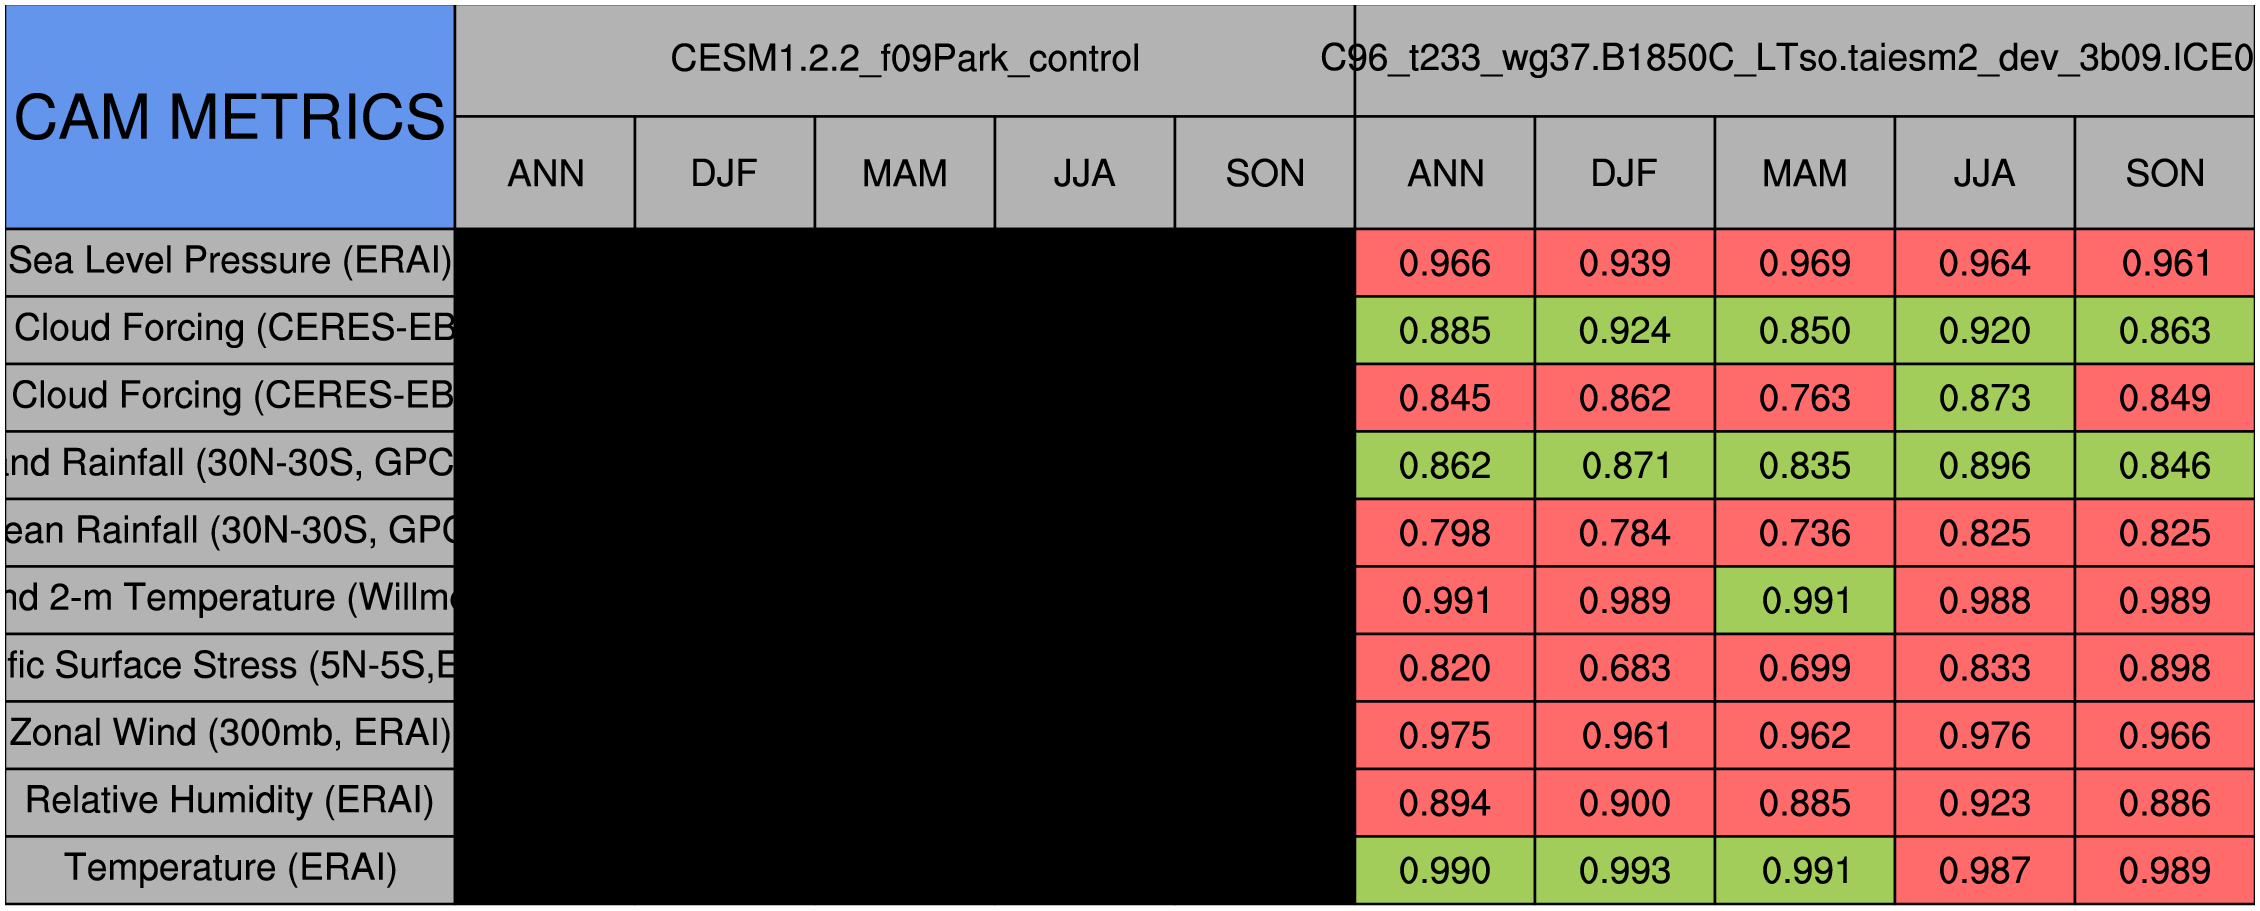 CAM METRICS
CESM1.2.2_f09Park_control C96_t233_wg37.B1850C_LTso.taiesm2_dev_3b09.ICE0
ANN DJF MAM JJA SON ANN DJF MAM JJA SON
Sea Level Pressure (ERAI) 0.966 0.939 0.969 0.964 0.961
Cloud Forcing (CERES-EB 0.885 0.924 0.850 0.920 0.863
Cloud Forcing (CERES-EB 0.845 0.862 0.763 0.873 0.849
and Rainfall (30N-30S, GPC 0.862 0.871 0.835 0.896 0.846
ean Rainfall (30N-30S, GPC 0.798 0.784 0.736 0.825 0.825
nd 2-m Temperature (Willmo 0.991 0.989 0.991 0.988 0.989
fic Surface Stress (5N-5S,E 0.820 0.683 0.699 0.833 0.898
Zonal Wind (300mb, ERAI) 0.975 0.961 0.962 0.976 0.966
Relative Humidity (ERAI) 0.894 0.900 0.885 0.923 0.886
Temperature (ERAI) 0.990 0.993 0.991 0.987 0.989